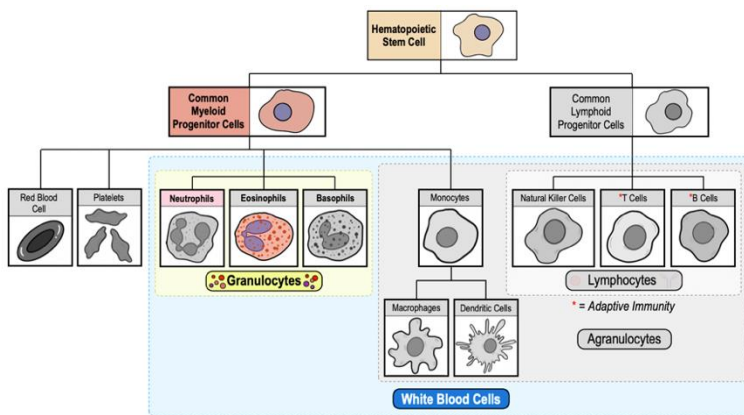 Hematopoietic
Stem Cell
Common
Myeloid
Progenitor Cells
Common
Lymphoid
Progenitor Cells
Red Blood
Cell
Platelets
Neutrophils
Eosinophils
Basophils
Monocytes
Natural Killer Cells
*T Cells
*B Cells
Granulocytes
Lymphocytes
* = Adaptive Immunity
Macrophages
Dendritic Cells
Agranulocytes
White Blood Cells